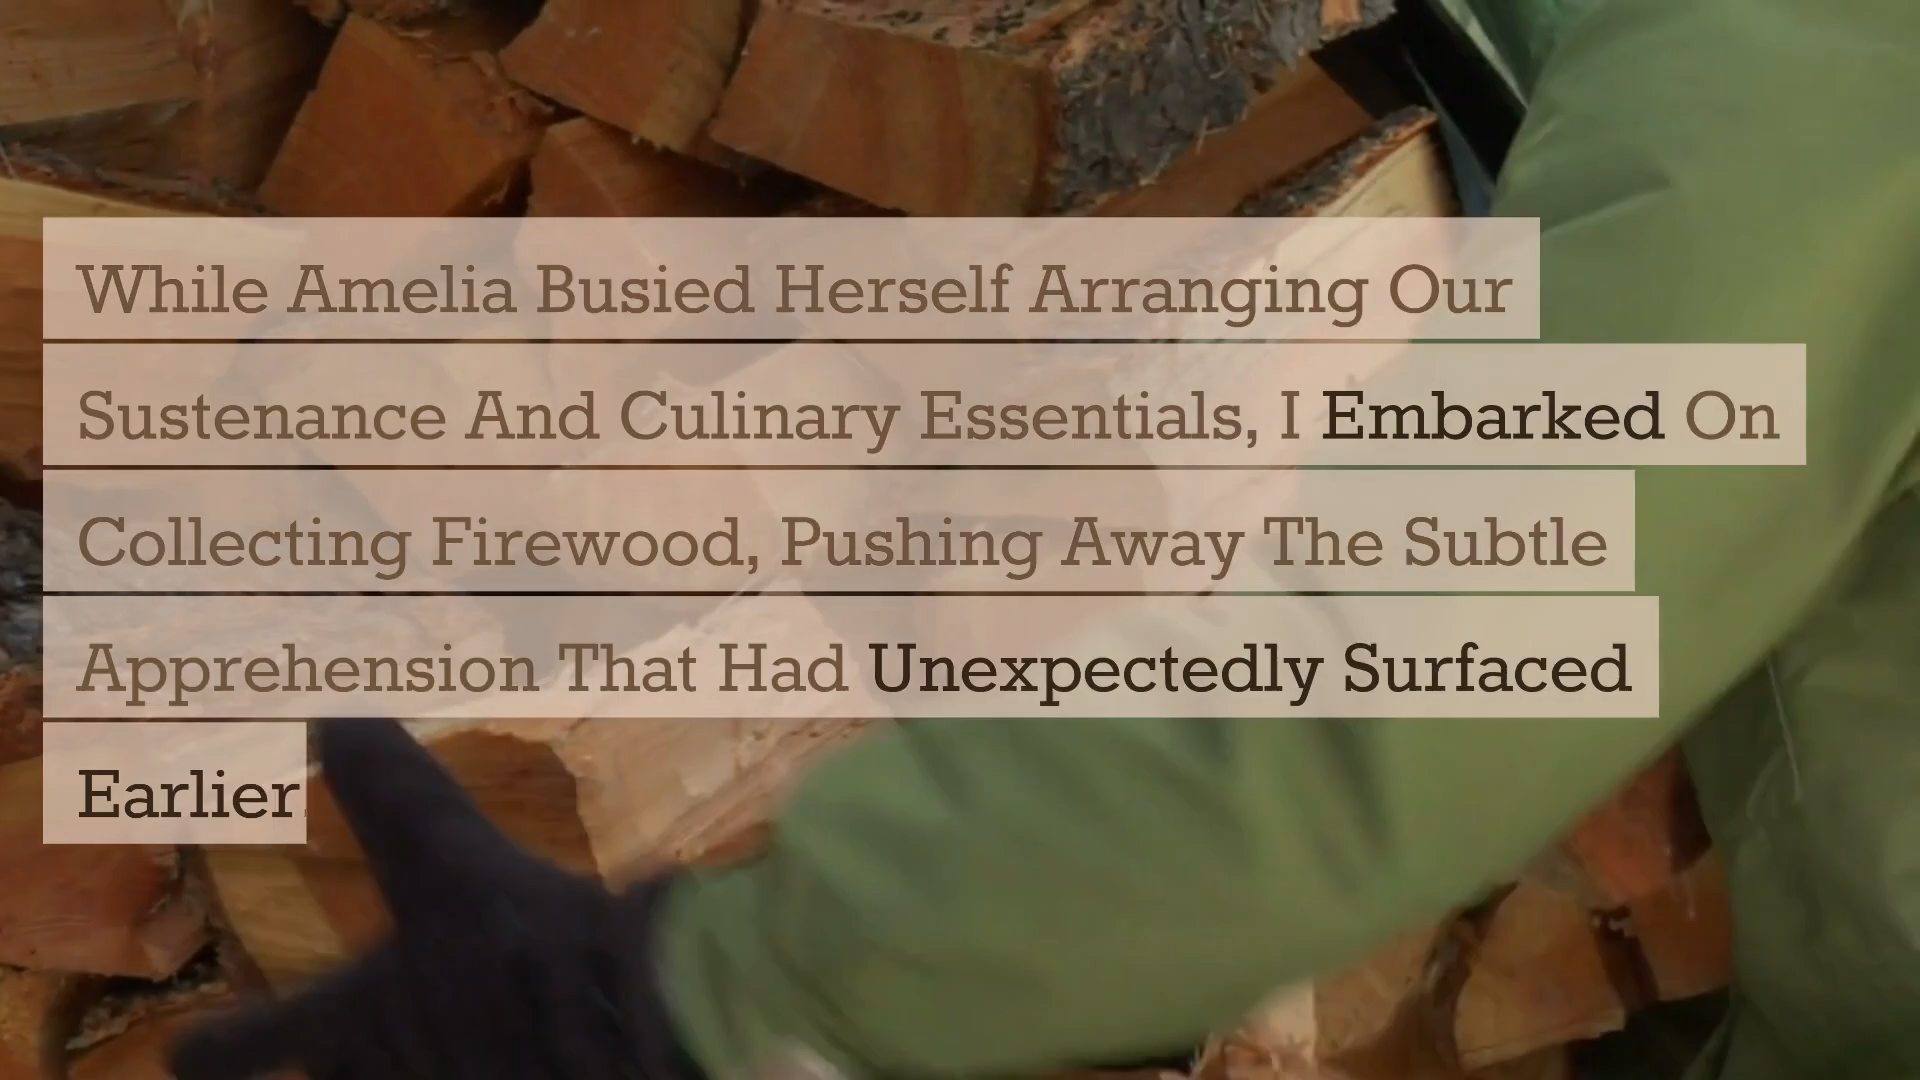 While Amelia Busied Herself Arranging Our
Sustenance And Culinary Essentials, I Embarked On
Collecting Firewood, Pushing Away The Subtle
Apprehension That Had Unexpectedly Surfaced
Earlier.